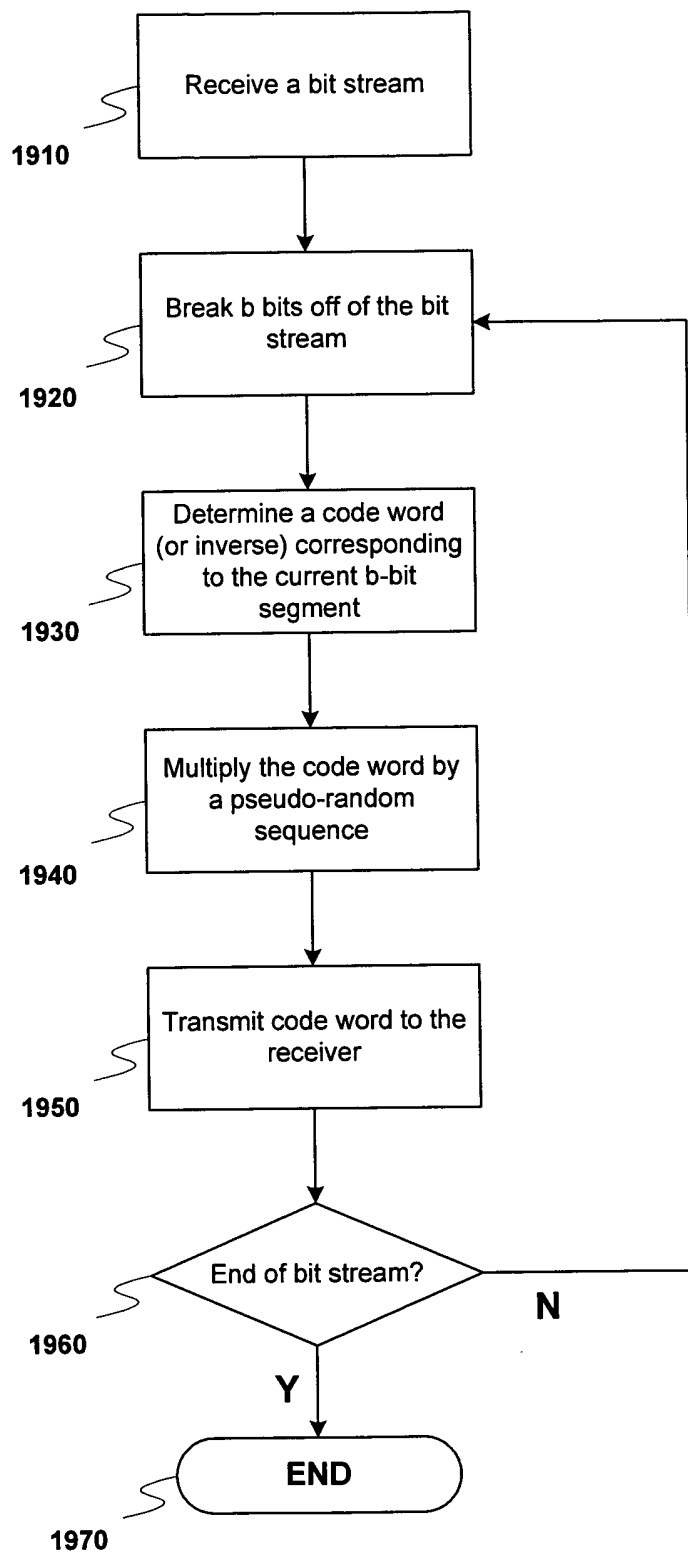 Receive a bit stream
1910
Break b bits off of the bit
stream
1920
Determine a code word
(or inverse) corresponding
to the current b-bit
segment
1930
Multiply the code word by
a pseudo-random
sequence
1940
Transmit code word to the
receiver
1950
End of bit stream?
N
1960
Y
END
1970